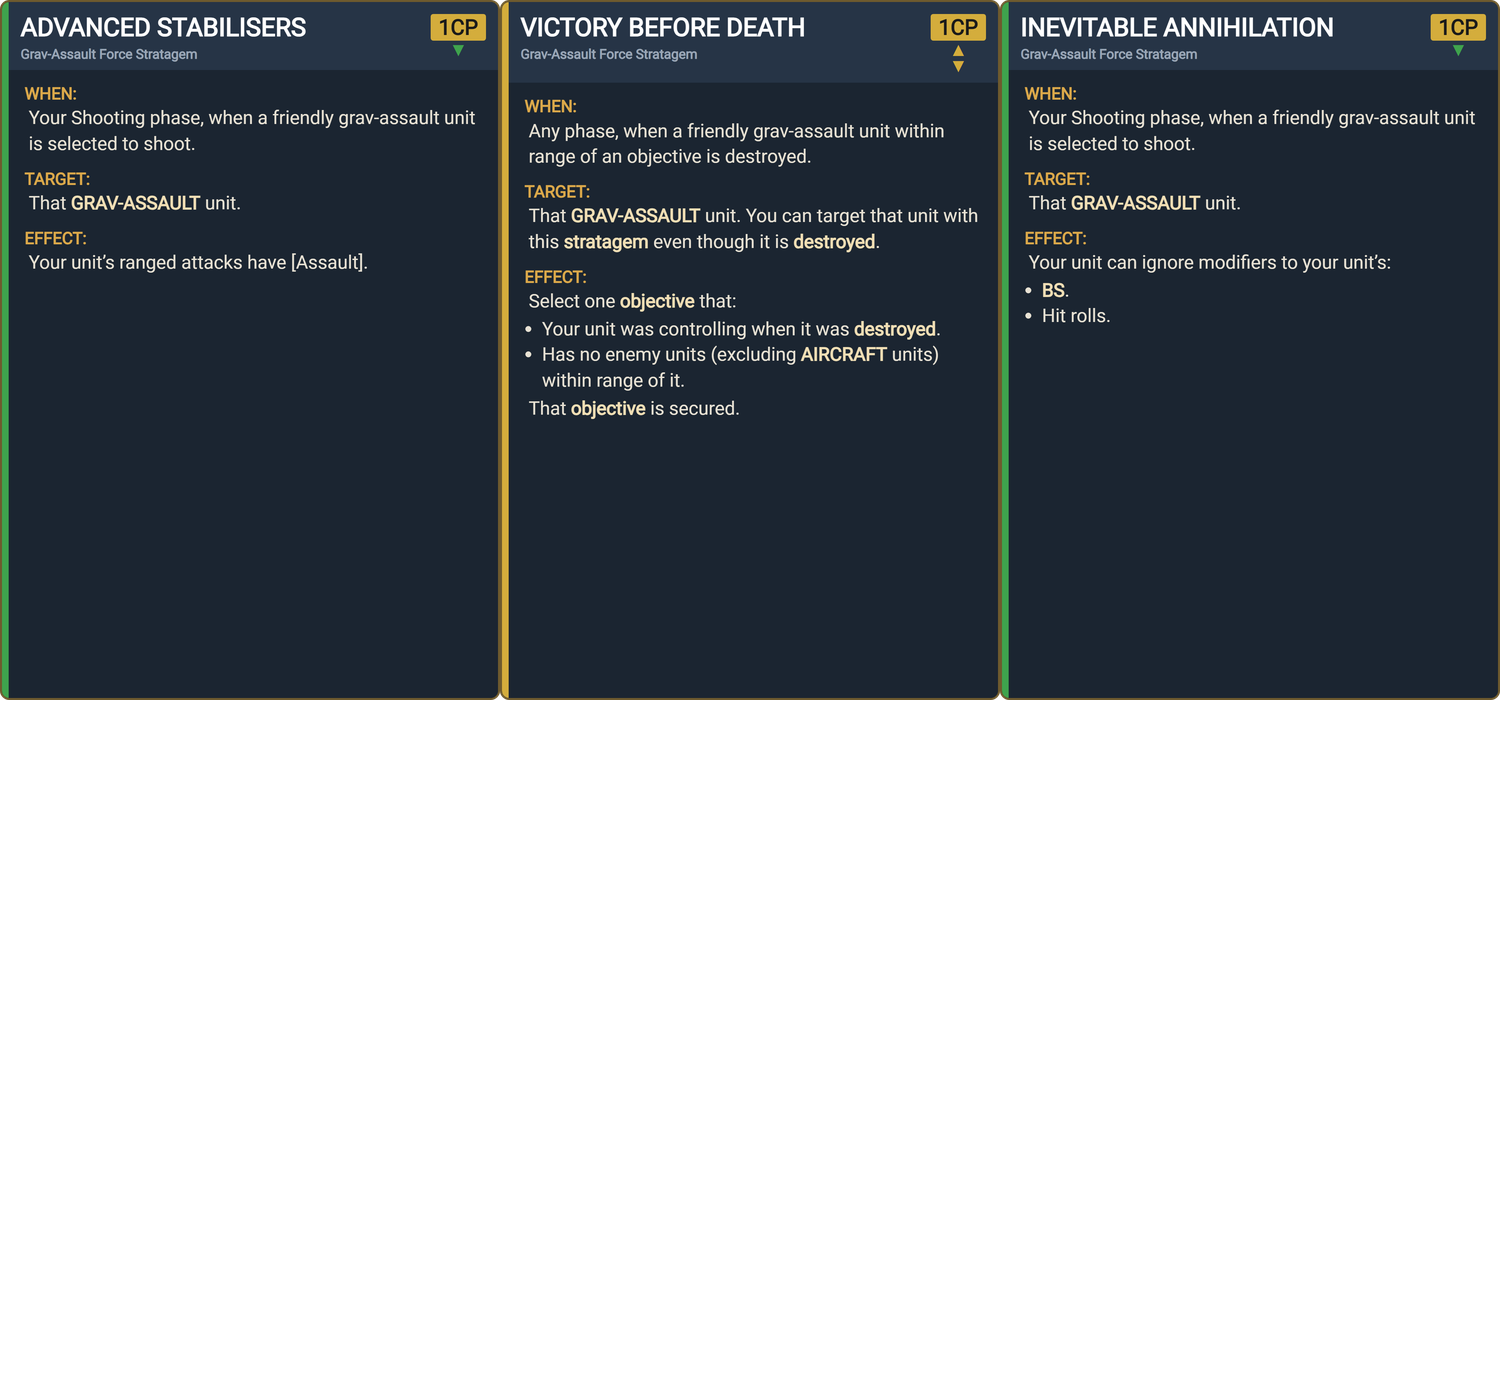 ADVANCED STABILISERS
1CP
Grav-Assault Force Stratagem
WHEN:
Your Shooting phase, when a friendly grav-assault unit
is selected to shoot.
TARGET:
That GRAV-ASSAULT unit.
EFFECT:
Your unit’s ranged attacks have [Assault].
VICTORY BEFORE DEATH
1CP
Grav-Assault Force Stratagem
WHEN:
Any phase, when a friendly grav-assault unit within
range of an objective is destroyed.
TARGET:
That GRAV-ASSAULT unit. You can target that unit with
this stratagem even though it is destroyed.
EFFECT:
Select one objective that:
• Your unit was controlling when it was destroyed.
• Has no enemy units (excluding AIRCRAFT units)
within range of it.
That objective is secured.
INEVITABLE ANNIHILATION
1CP
Grav-Assault Force Stratagem
WHEN:
Your Shooting phase, when a friendly grav-assault unit
is selected to shoot.
TARGET:
That GRAV-ASSAULT unit.
EFFECT:
Your unit can ignore modifiers to your unit’s:
• BS.
• Hit rolls.